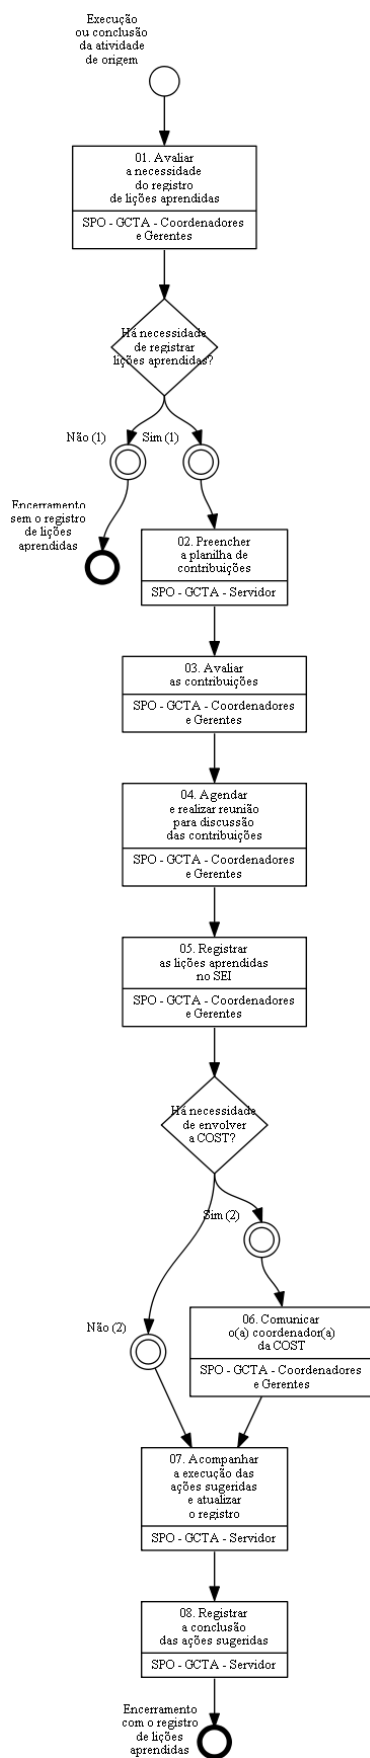 Execução
ou conclusão
da atividade
de origem
01. Avaliar
a necessidade
do registro
de lições aprendidas
SPO - GCTA - Coordenadores
e Gerentes
Há necessidade
de registrar
lições aprendidas?
Não (1)
Sim (1)
Encerramento
sem o registro
de lições
aprendidas
02. Preencher
a planilha de
contribuições
SPO - GCTA - Servidor
03. Avaliar
as contribuições
SPO - GCTA - Coordenadores
e Gerentes
04. Agendar
e realizar reunião
para discussão
das contribuições
SPO - GCTA - Coordenadores
e Gerentes
05. Registrar
as lições aprendidas
no SEI
SPO - GCTA - Coordenadores
e Gerentes
Há necessidade
de envolver
a COST?
Sim (2)
Não (2)
06. Comunicar
o(a) coordenador(a)
da COST
SPO - GCTA - Coordenadores
e Gerentes
07. Acompanhar
a execução das
ações sugeridas
e atualizar
o registro
SPO - GCTA - Servidor
08. Registrar
a conclusão
das ações sugeridas
SPO - GCTA - Servidor
Encerramento
com o registro
de lições
aprendidas